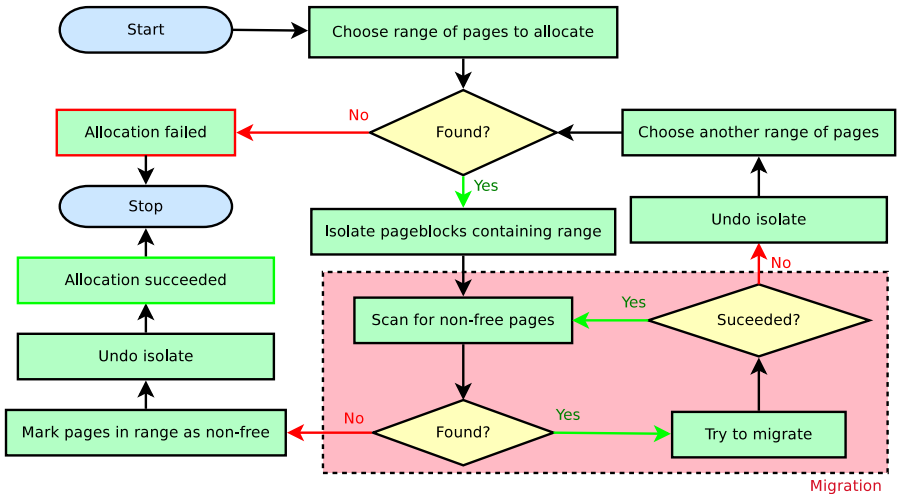 Start
Choose range of pages to allocate
No
Allocation failed
Found?
Choose another range of pages
Yes
Stop
Isolate pageblocks containing range
Undo isolate
No
Allocation succeeded
Scan for non-free pages
Yes
Suceeded?
Undo isolate
Mark pages in range as non-free
No
Found?
Yes
Try to migrate
Migration